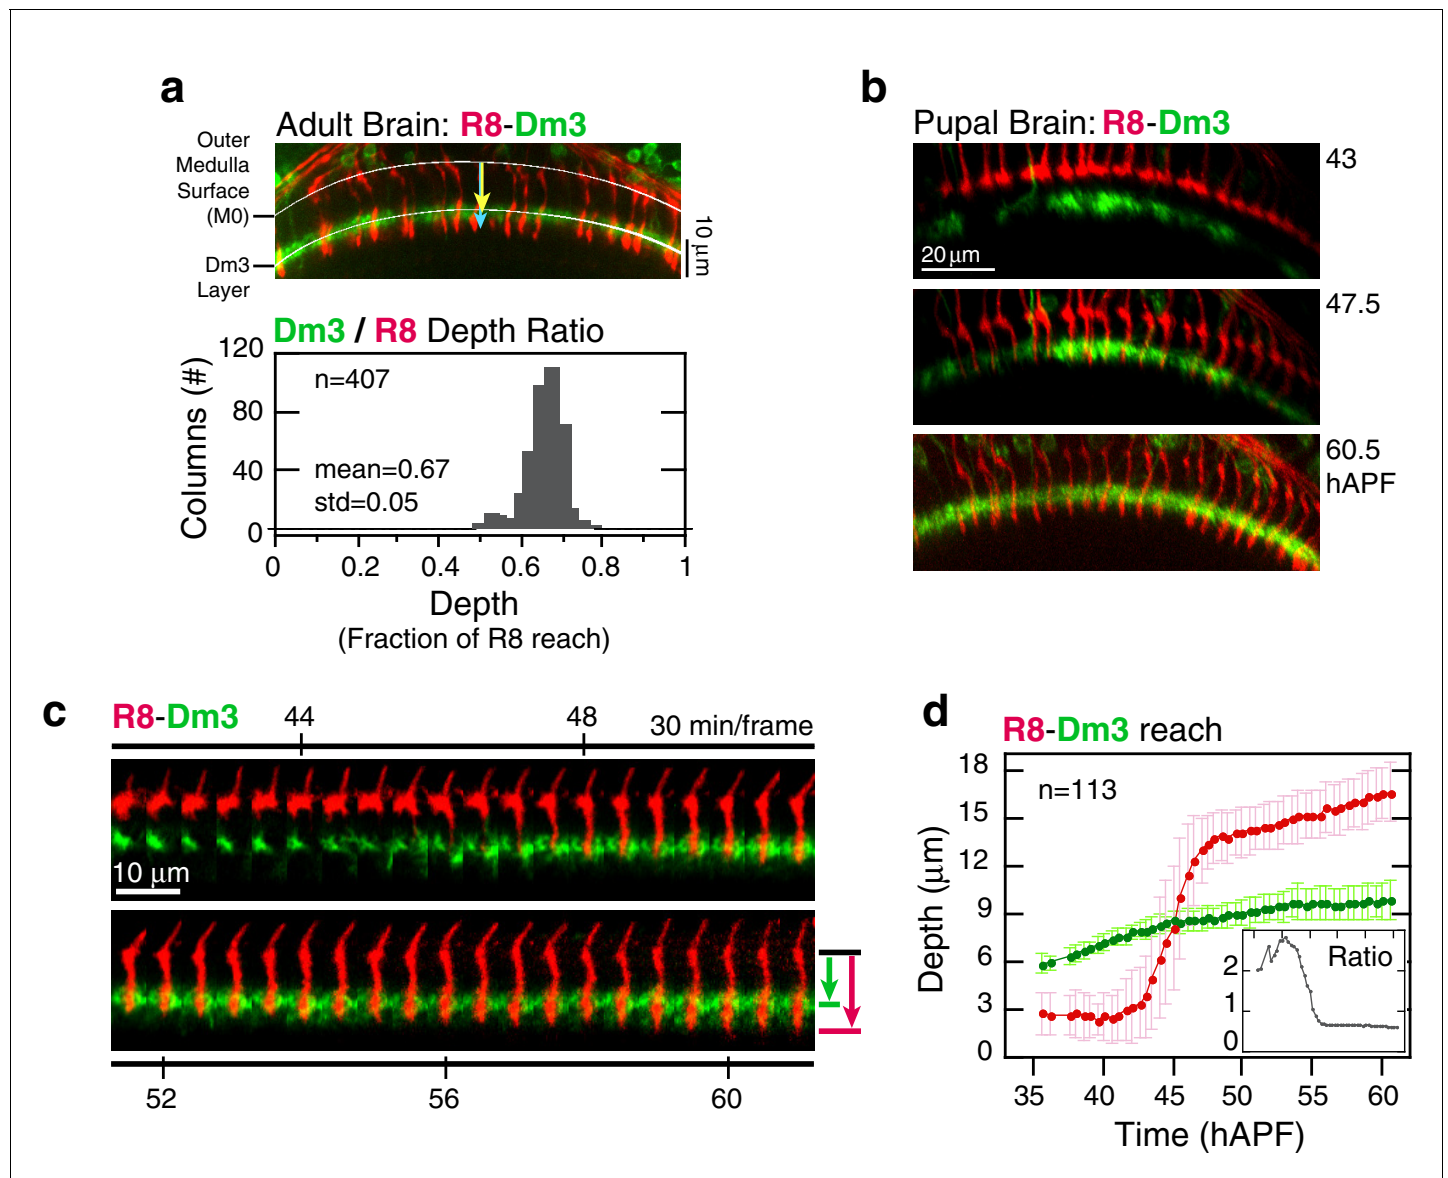 a
Adult Brain: R8-Dm3
Outer
Medulla
Surface
(M0)
Dm3
Layer
10 µm
Dm3 / R8 Depth Ratio
120
80
40
0
Columns (#)
n=407
mean=0.67
std=0.05
0 0.2 0.4 0.6 0.8 1
Depth
(Fraction of R8 reach)
b
Pupal Brain: R8-Dm3
43
20 µm
47.5
60.5
hAPF
c
R8-Dm3
44 48 30 min/frame
10 µm
52 56 60
d
R8-Dm3 reach
18
15
12
9
6
3
0
Depth (µm)
n=113
Ratio
2
1
0
35 40 45 50 55 60
Time (hAPF)